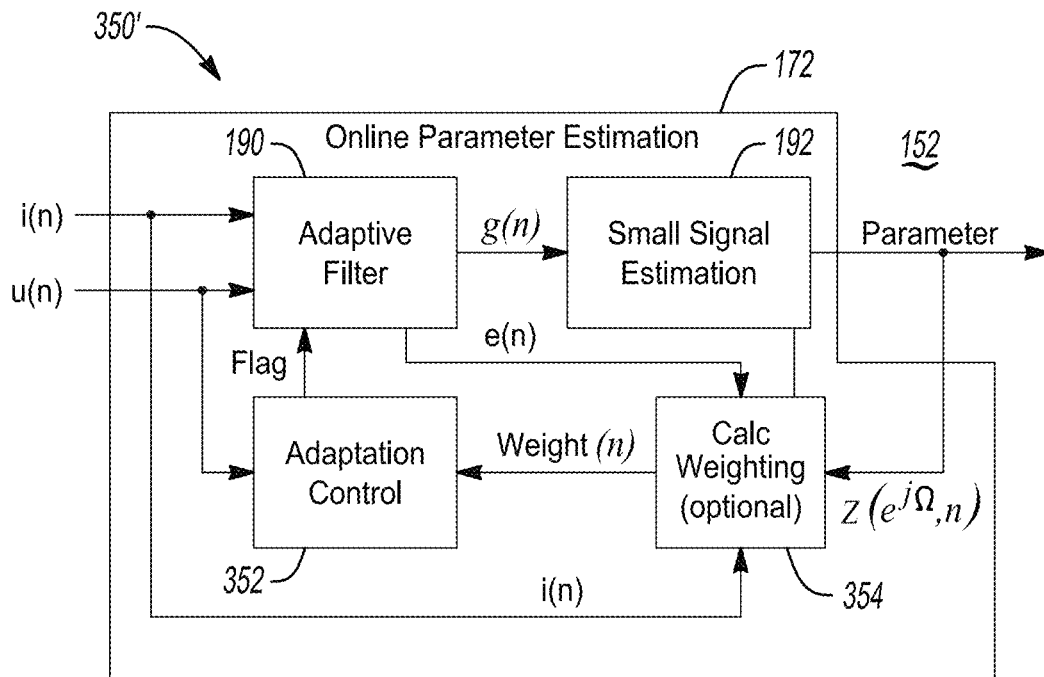 350'
172
Online Parameter Estimation
190
192
152
i(n)
Adaptive
Filter
g(n)
Small Signal
Estimation
Parameter
u(n)
e(n)
Flag
Adaptation
Control
Weight (n)
Calc
Weighting
(optional)
Z(e^{jΩ},n)
352
i(n)
354